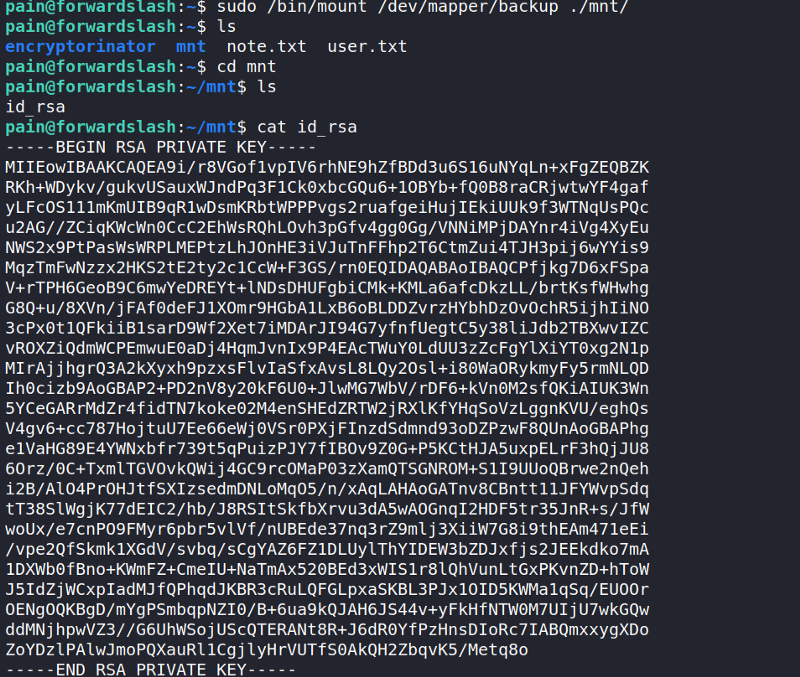 pain@forwardslash:~$ sudo /bin/mount /dev/mapper/backup ./mnt/
pain@forwardslash:~$ ls
encryptorinator  mnt  note.txt  user.txt
pain@forwardslash:~$ cd mnt
pain@forwardslash:~/mnt$ ls
id_rsa
pain@forwardslash:~/mnt$ cat id_rsa
-----BEGIN RSA PRIVATE KEY-----
MIIEowIBAAKCAQEA9i/r8VGof1vpIV6rhNE9hZfBDd3u6S16uNYqLn+xFgZEQBZK
RKh+WDykv/gukvUSauxWJndPq3F1Ck0xbcGQu6+1OBYb+fQ0B8raCRjwtwYF4gaf
yLFcOS111mKmUIB9qR1wDsmKRbtWPPPvgs2ruafgeiHujIEkiUUk9f3WTNqUsPQc
u2AG//ZCiqKWcWn0CcC2EhWsRQhLOvh3pGfv4gg0Gg/VNNiMPjDAYnr4iVg4XyEu
NWS2x9PtPasWsWRPLMEPtzLhJOnHE3iVJuTnFFhp2T6CtmZui4TJH3pij6wYYis9
MqzTmFwNzzx2HKS2tE2ty2c1CcW+F3GS/rn0EQIDAQABAoIBAQCPfjkg7D6xFSpa
V+rTPH6GeoB9C6mwYeDREYt+lNDsDHUFgbiCMk+KMLa6afcDkzLL/brtKsfWHwhg
G8Q+u/8XVn/jFAf0deFJ1XOmr9HGbA1LxB6oBLDDZvrzHYbhDzOvOchR5ijhIiNO
3cPx0t1QFkiiB1sarD9Wf2Xet7iMDArJI94G7yfnfUegtC5y38liJdb2TBXwvIZC
vROXZiQdmWCPEmwuE0aDj4HqmJvnIx9P4EAcTWuY0LdUU3zZcFgYlXiYT0xg2N1p
MIrAjjhgrQ3A2kXyxh9pzxsFlvIaSfxAvsL8LQy2Osl+i80WaORykmyFy5rmNLQD
Ih0cizb9AoGBAP2+PD2nV8y20kF6U0+JlwMG7WbV/rDF6+kVn0M2sfQKiAIUK3Wn
5YCeGARrMdZr4fidTN7koke02M4enSHEdZRTW2jRXlKfYHqSoVzLggnKVU/eghQs
V4gv6+cc787HojtuU7Ee66eWj0VSr0PXjFInzdSdmnd93oDZPzwF8QUnAoGBAPhg
e1VaHG89E4YWNxbfr739t5qPuizPJY7fIBOv9Z0G+P5KCtHJA5uxpELrF3hQjJU8
6Orz/0C+TxmlTGVOvkQWij4GC9rcOMaP03zXamQTSGNROM+S1I9UUoQBrwe2nQeh
i2B/AlO4PrOHJtfSXIzsedmDNLoMqO5/n/xAqLAHAoGATnv8CBntt11JFYWvpSdq
tT38SlWgjK77dEIC2/hb/J8RSItSkfbXrvu3dA5wAOGnqI2HDF5tr35JnR+s/JfW
woUx/e7cnPO9FMyr6pbr5vlVf/nUBEde37nq3rZ9mlj3XiiW7G8i9thEAm471eEi
/vpe2QfSkmk1XGdV/svbq/sCgYAZ6FZ1DLUylThYIDEW3bZDJxfjs2JEEkdko7mA
1DXWb0fBno+KWmFZ+CmeIU+NaTmAx520BEd3xWIS1r8lQhVunLtGxPKvnZD+hToW
J5IdZjWCxpIadMJfQPhqdJKBR3cRuLQFGLpxaSKBL3PJx1OID5KWMa1qSq/EUOOr
OENgOQKBgD/mYgPSmbqpNZI0/B+6ua9kQJAH6JS44v+yFkHfNTW0M7UIjU7wkGQw
ddMNjhpwVZ3//G6UhWSojUScQTERANt8R+J6dR0YfPzHnsDIoRc7IABQmxxygXDo
ZoYDzlPAlwJmoPQXauRl1CgjlyHrVUTfS0AkQH2ZbqvK5/Metq8o
-----END RSA PRIVATE KEY-----